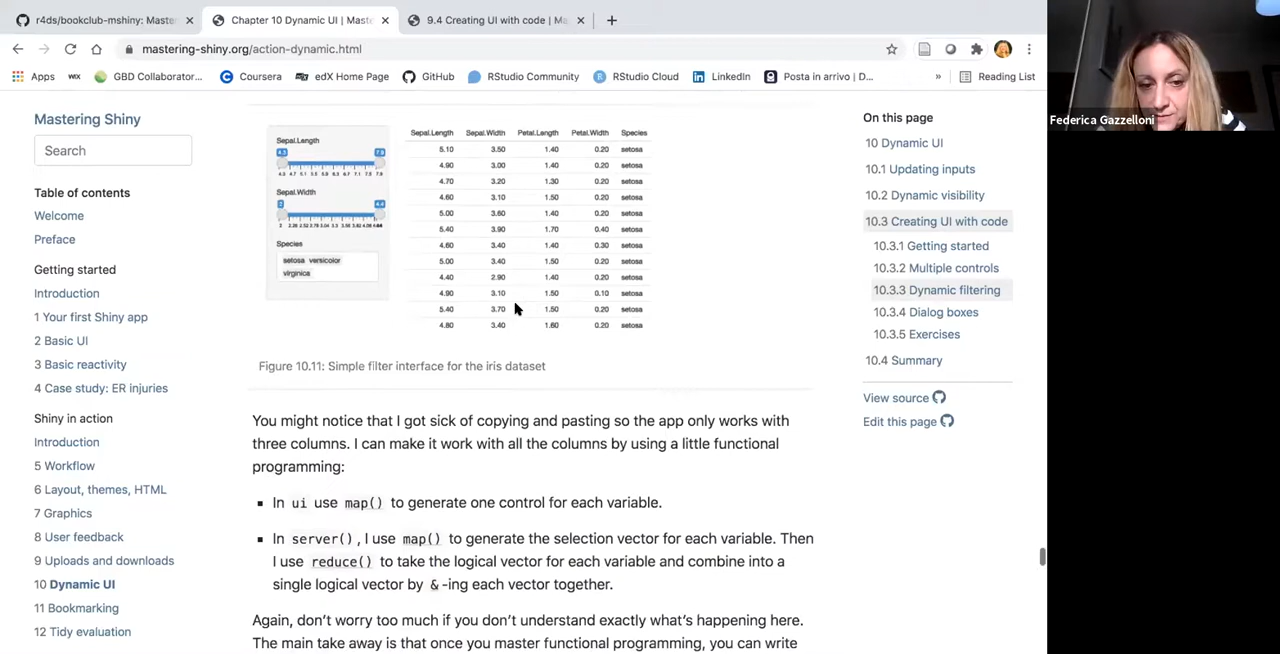 r4ds/bookclub-mshiny: Master
Chapter 10 Dynamic UI | Maste
9.4 Creating UI with code | Ma
mastering-shiny.org/action-dynamic.html
Apps
WIX
GBD Collaborator...
Coursera
edX Home Page
GitHub
RStudio Community
RStudio Cloud
LinkedIn
Posta in arrivo | D...
»
Reading List
Federica Gazzelloni
Mastering Shiny
Search
Table of contents
Welcome
Preface
Getting started
Introduction
1 Your first Shiny app
2 Basic UI
3 Basic reactivity
4 Case study: ER injuries
Shiny in action
Introduction
5 Workflow
6 Layout, themes, HTML
7 Graphics
8 User feedback
9 Uploads and downloads
10 Dynamic UI
11 Bookmarking
12 Tidy evaluation
Sepal.Length
4.3 7.9
Sepal.Width
2 4.4
Species
setosa versicolor
virginica
Sepal.Length Sepal.Width Petal.Length Petal.Width Species
5.10 3.50 1.40 0.20 setosa
4.90 3.00 1.40 0.20 setosa
4.70 3.20 1.30 0.20 setosa
4.60 3.10 1.50 0.20 setosa
5.00 3.60 1.40 0.20 setosa
5.40 3.90 1.70 0.40 setosa
4.60 3.40 1.40 0.30 setosa
5.00 3.40 1.50 0.20 setosa
4.40 2.90 1.40 0.20 setosa
4.90 3.10 1.50 0.10 setosa
5.40 3.70 1.50 0.20 setosa
4.80 3.40 1.60 0.20 setosa
Figure 10.11: Simple filter interface for the iris dataset
You might notice that I got sick of copying and pasting so the app only works with
three columns. I can make it work with all the columns by using a little functional
programming:
In ui use map() to generate one control for each variable.
In server(), I use map() to generate the selection vector for each variable. Then
I use reduce() to take the logical vector for each variable and combine into a
single logical vector by &-ing each vector together.
Again, don't worry too much if you don't understand exactly what's happening here.
The main take away is that once you master functional programming, you can write
On this page
10 Dynamic UI
10.1 Updating inputs
10.2 Dynamic visibility
10.3 Creating UI with code
10.3.1 Getting started
10.3.2 Multiple controls
10.3.3 Dynamic filtering
10.3.4 Dialog boxes
10.3.5 Exercises
10.4 Summary
View source
Edit this page